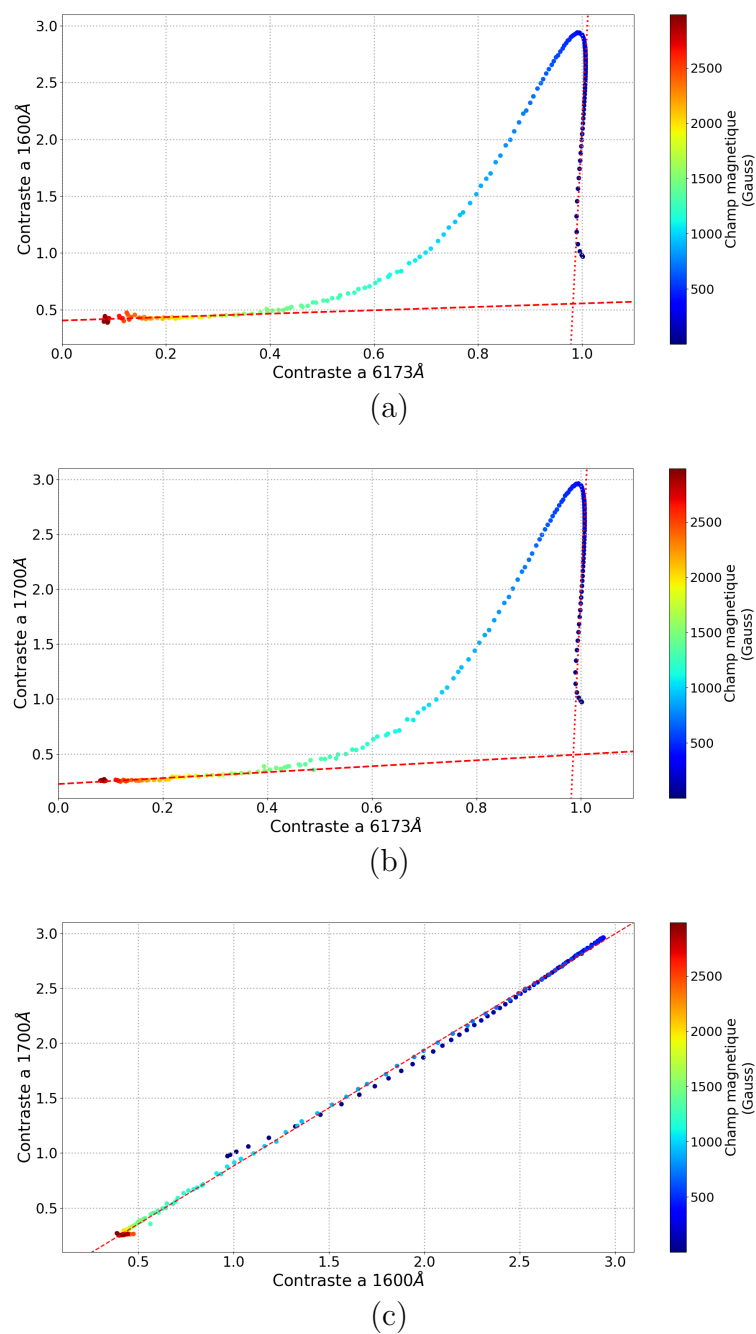 3.0
2.5
2.0
1.5
1.0
0.5
Contraste a 1600Å
0.0 0.2 0.4 0.6 0.8 1.0
Contraste a 6173Å
2500
2000
1500
1000
500
Champ magnetique
(Gauss)
(a)
3.0
2.5
2.0
1.5
1.0
0.5
Contraste a 1700Å
0.0 0.2 0.4 0.6 0.8 1.0
Contraste a 6173Å
2500
2000
1500
1000
500
Champ magnetique
(Gauss)
(b)
3.0
2.5
2.0
1.5
1.0
0.5
Contraste a 1700Å
0.5 1.0 1.5 2.0 2.5 3.0
Contraste a 1600Å
2500
2000
1500
1000
500
Champ magnetique
(Gauss)
(c)